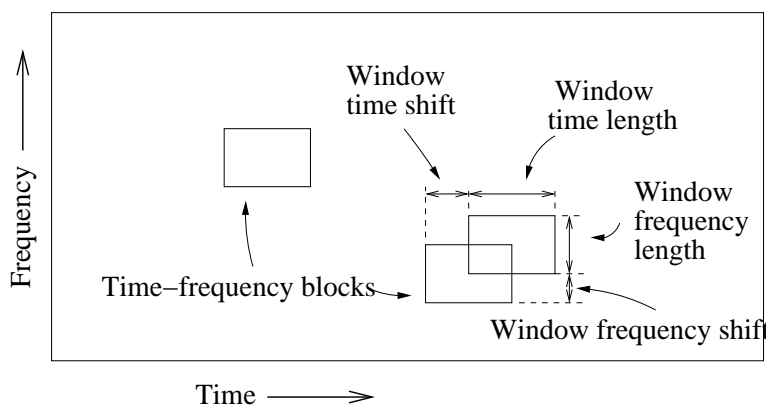 Window
time shift
Window
time length
Window
frequency
length
Frequency
Time−frequency blocks
Window frequency shift
Time